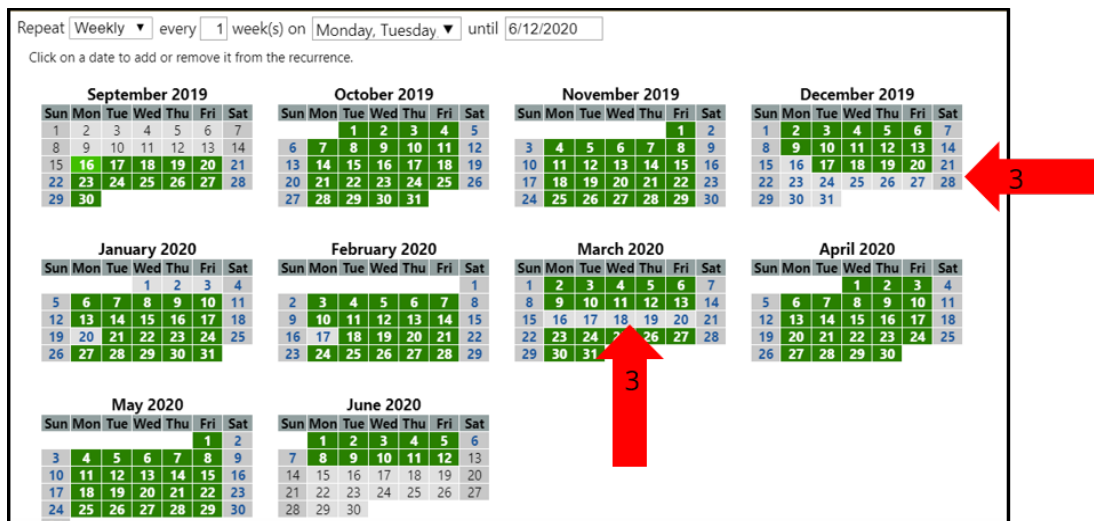 Repeat Weekly every 1 week(s) on Monday, Tuesday, until 6/12/2020
Click on a date to add or remove it from the recurrence.
September 2019
Sun Mon Tue Wed Thu Fri Sat
1 2 3 4 5 6 7
8 9 10 11 12 13 14
15 16 17 18 19 20 21
22 23 24 25 26 27 28
29 30
October 2019
Sun Mon Tue Wed Thu Fri Sat
1 2 3 4 5
6 7 8 9 10 11 12
13 14 15 16 17 18 19
20 21 22 23 24 25 26
27 28 29 30 31
November 2019
Sun Mon Tue Wed Thu Fri Sat
1 2
3 4 5 6 7 8 9
10 11 12 13 14 15 16
17 18 19 20 21 22 23
24 25 26 27 28 29 30
December 2019
Sun Mon Tue Wed Thu Fri Sat
1 2 3 4 5 6 7
8 9 10 11 12 13 14
15 16 17 18 19 20 21
22 23 24 25 26 27 28
29 30 31
3
January 2020
Sun Mon Tue Wed Thu Fri Sat
1 2 3 4
5 6 7 8 9 10 11
12 13 14 15 16 17 18
19 20 21 22 23 24 25
26 27 28 29 30 31
February 2020
Sun Mon Tue Wed Thu Fri Sat
1
2 3 4 5 6 7 8
9 10 11 12 13 14 15
16 17 18 19 20 21 22
23 24 25 26 27 28 29
March 2020
Sun Mon Tue Wed Thu Fri Sat
1 2 3 4 5 6 7
8 9 10 11 12 13 14
15 16 17 18 19 20 21
22 23 24 26 27 28
29 30 31
3
April 2020
Sun Mon Tue Wed Thu Fri Sat
1 2 3 4
5 6 7 8 9 10 11
12 13 14 15 16 17 18
19 20 21 22 23 24 25
26 27 28 29 30
May 2020
Sun Mon Tue Wed Thu Fri Sat
1 2
3 4 5 6 7 8 9
10 11 12 13 14 15 16
17 18 19 20 21 22 23
24 25 26 27 28 29 30
June 2020
Sun Mon Tue Wed Thu Fri Sat
1 2 3 4 5 6
7 8 9 10 11 12 13
14 15 16 17 18 19 20
21 22 23 24 25 26 27
28 29 30